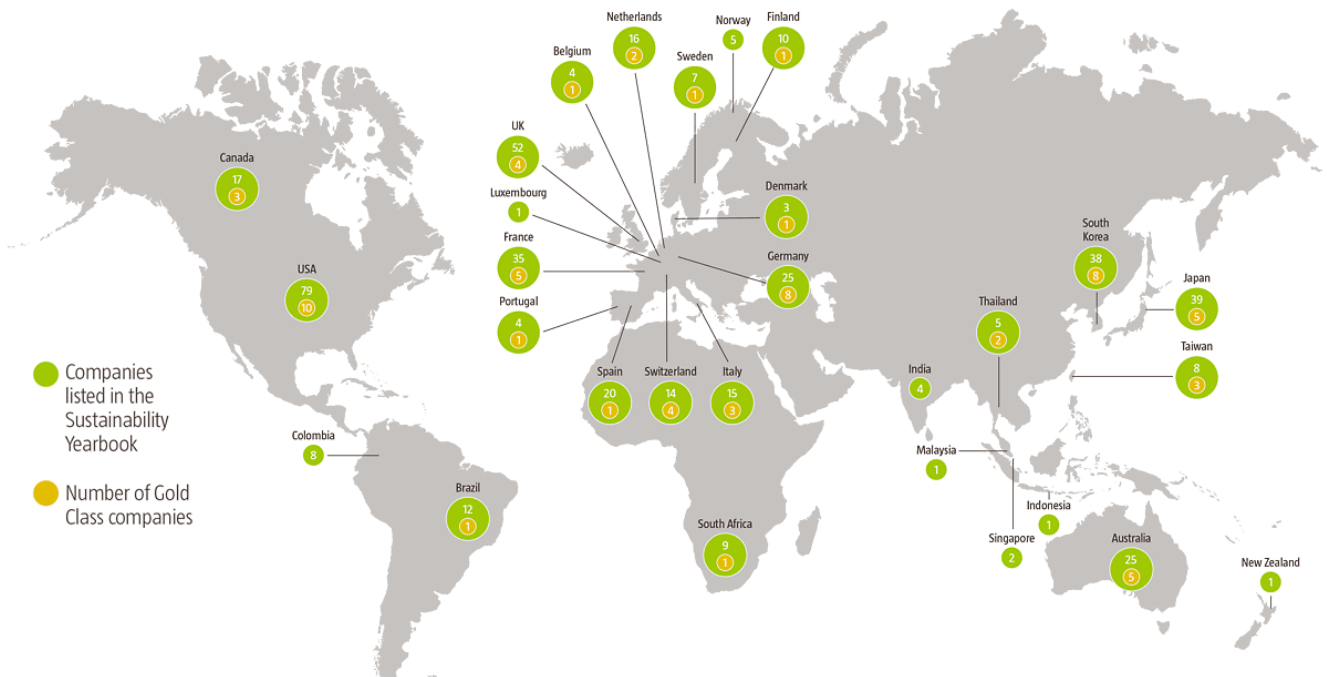 Netherlands
16
2
Norway
5
Finland
10
1
Belgium
4
1
Sweden
7
1
UK
52
4
Canada
17
3
Luxembourg
1
Denmark
3
1
France
35
5
South
Korea
38
8
Germany
25
8
USA
79
10
Japan
39
5
Portugal
4
1
Thailand
5
2
Taiwan
8
3
Companies
listed in the
Sustainability
Yearbook
Spain
20
1
Switzerland
14
4
Italy
15
3
India
4
Colombia
8
Malaysia
1
Number of Gold
Class companies
Brazil
12
1
Indonesia
1
South Africa
9
1
Singapore
2
Australia
25
5
New Zealand
1